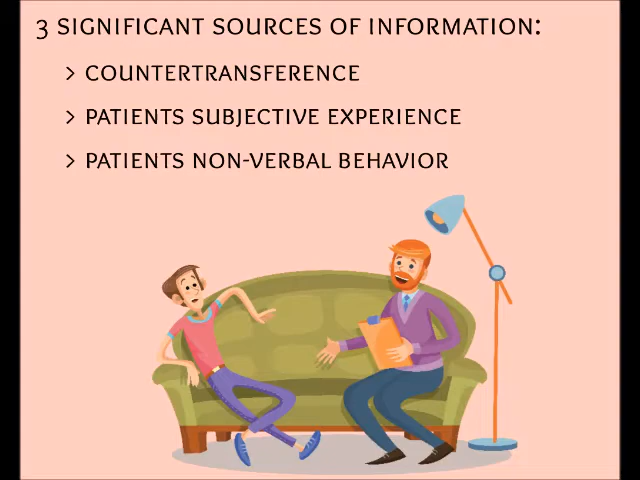 3 SIGNIFICANT SOURCES OF INFORMATION:
> COUNTERTRANSFERENCE
> PATIENTS SUBJECTIVE EXPERIENCE
> PATIENTS NON-VERBAL BEHAVIOR